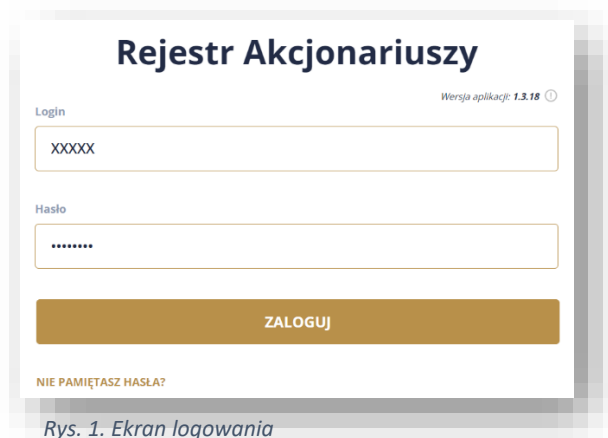 Rejestr Akcjonariuszy
Wersja aplikacji: 1.3.18
Login
XXXXX
Hasło
••••••••
ZALOGUJ
NIE PAMIĘTASZ HASŁA?
Rys. 1. Ekran logowania